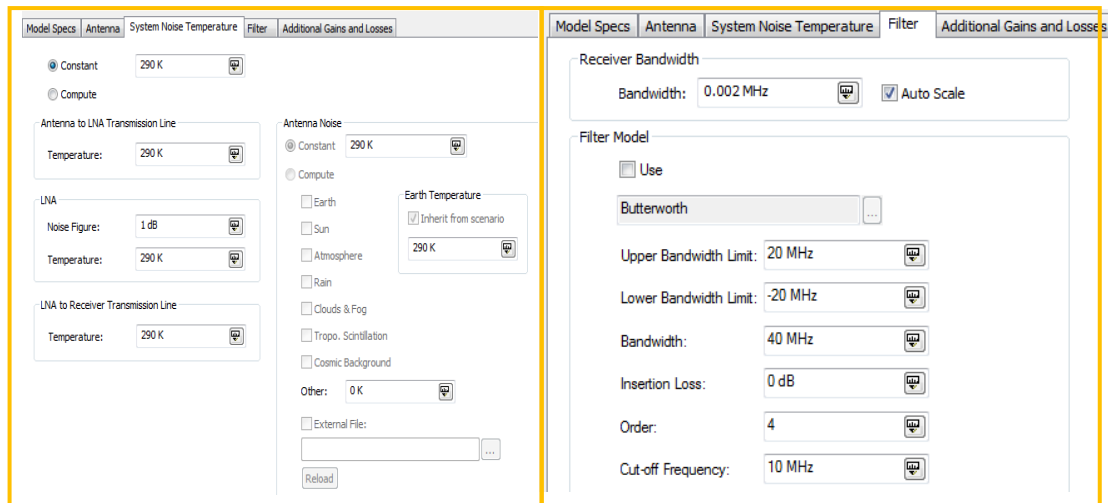 Model Specs Antenna System Noise Temperature Filter Additional Gains and Losses
Constant 290 K
Compute
Antenna to LNA Transmission Line
Temperature: 290 K
LNA
Noise Figure: 1 dB
Temperature: 290 K
LNA to Receiver Transmission Line
Temperature: 290 K
Antenna Noise
Constant 290 K
Compute
Earth
Sun
Atmosphere
Rain
Clouds & Fog
Tropo. Scintillation
Cosmic Background
Earth Temperature
Inherit from scenario
290 K
Other: 0 K
External File:
...
Reload
Model Specs Antenna System Noise Temperature Filter Additional Gains and Losses
Receiver Bandwidth
Bandwidth: 0.002 MHz Auto Scale
Filter Model
Use
Butterworth ...
Upper Bandwidth Limit: 20 MHz
Lower Bandwidth Limit: -20 MHz
Bandwidth: 40 MHz
Insertion Loss: 0 dB
Order: 4
Cut-off Frequency: 10 MHz